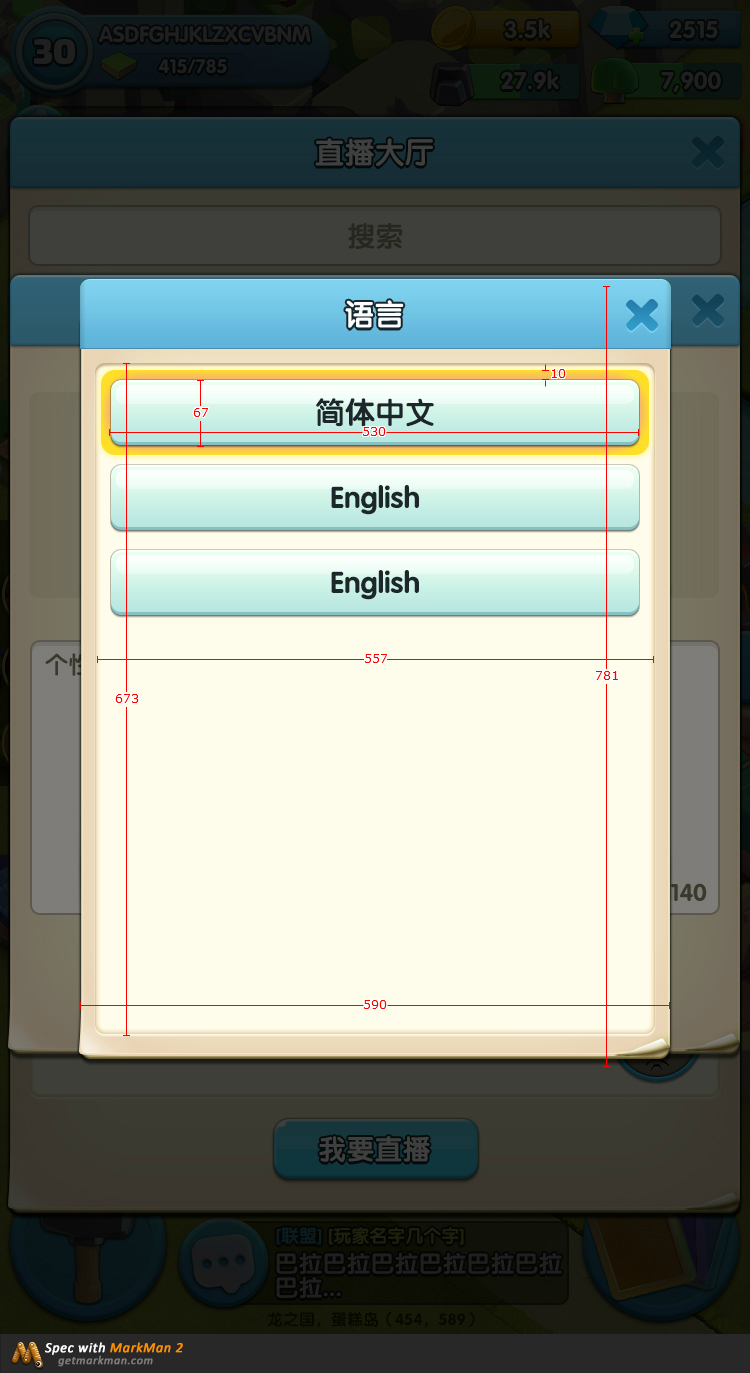 30
ASDFGHJKLZXCVBNM
415/785
3.5k
2515
27.9k
7,900
直播大厅
搜索
语言
10
简体中文
67
530
English
English
557
个性
781
673
140
590
我要直播
[联盟] [玩家名字几个字]
巴拉巴拉巴拉巴拉巴拉巴拉
巴拉...
龙之国，蛋糕岛（454，589）
Spec with MarkMan 2
getmarkman.com